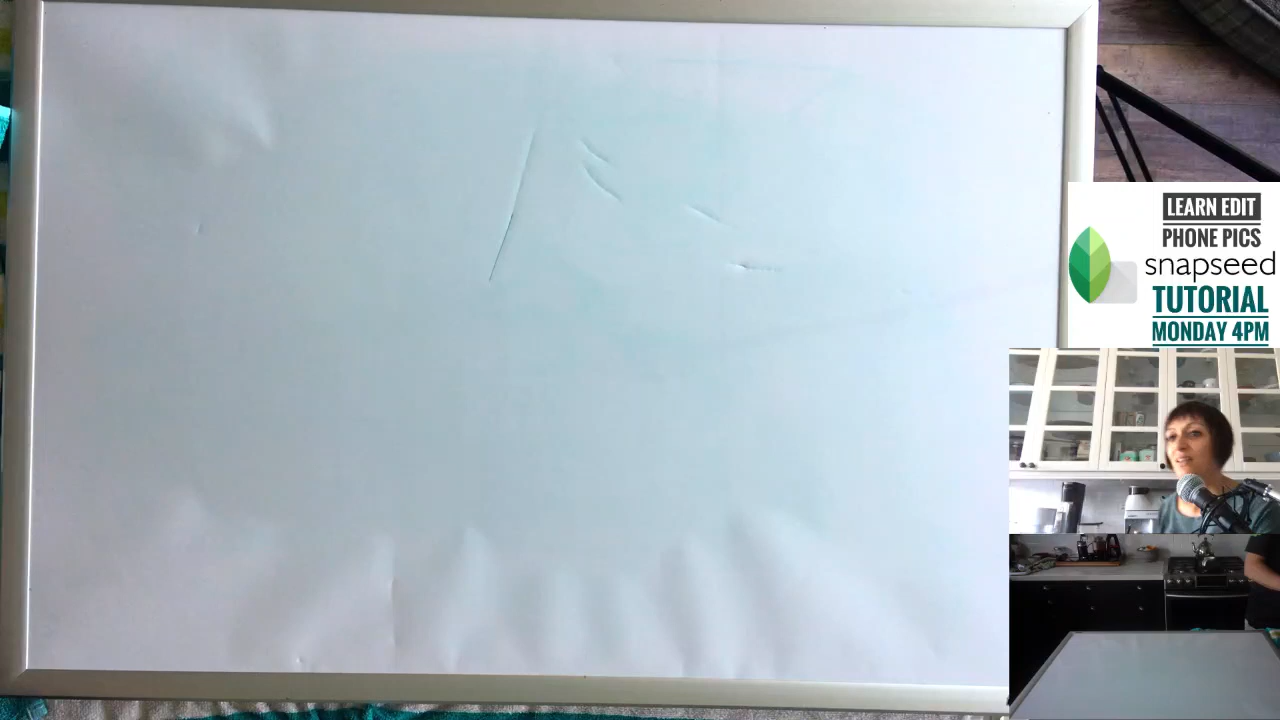 LEARN EDIT
PHONE PICS
snapseed
TUTORIAL
MONDAY 4PM